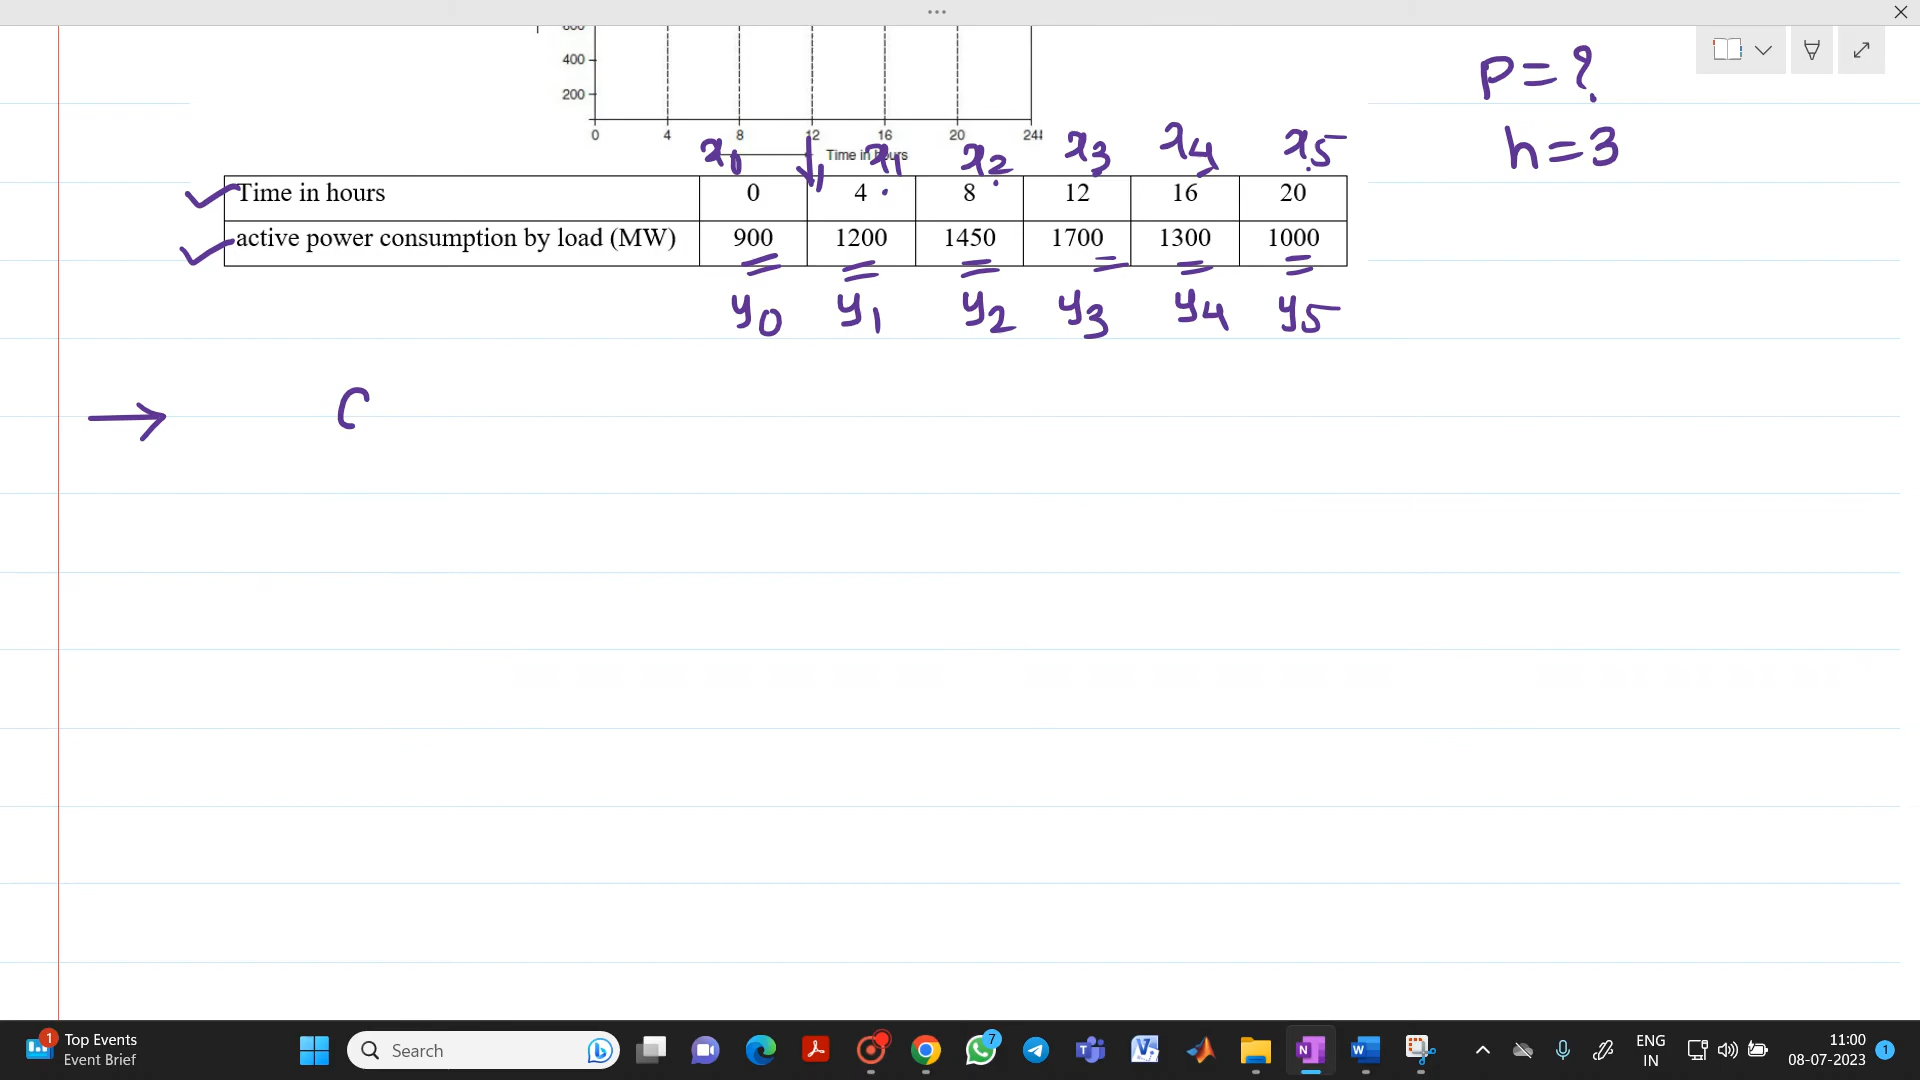 P = ?
400
200
h = 3
0 4 8 12 16 20 24
Time in hours
x0 x1 x2 x3 x4 x5
Time in hours 0 4 8 12 16 20
active power consumption by load (MW) 900 1200 1450 1700 1300 1000
y0 y1 y2 y3 y4 y5
→ C
1 Top Events
Event Brief
Search
7
ENG
IN
11:00
08-07-2023
1